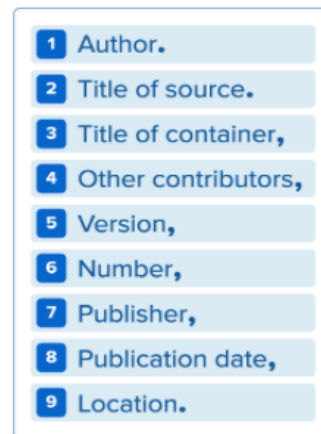 1 Author.
2 Title of source.
3 Title of container,
4 Other contributors,
5 Version,
6 Number,
7 Publisher,
8 Publication date,
9 Location.